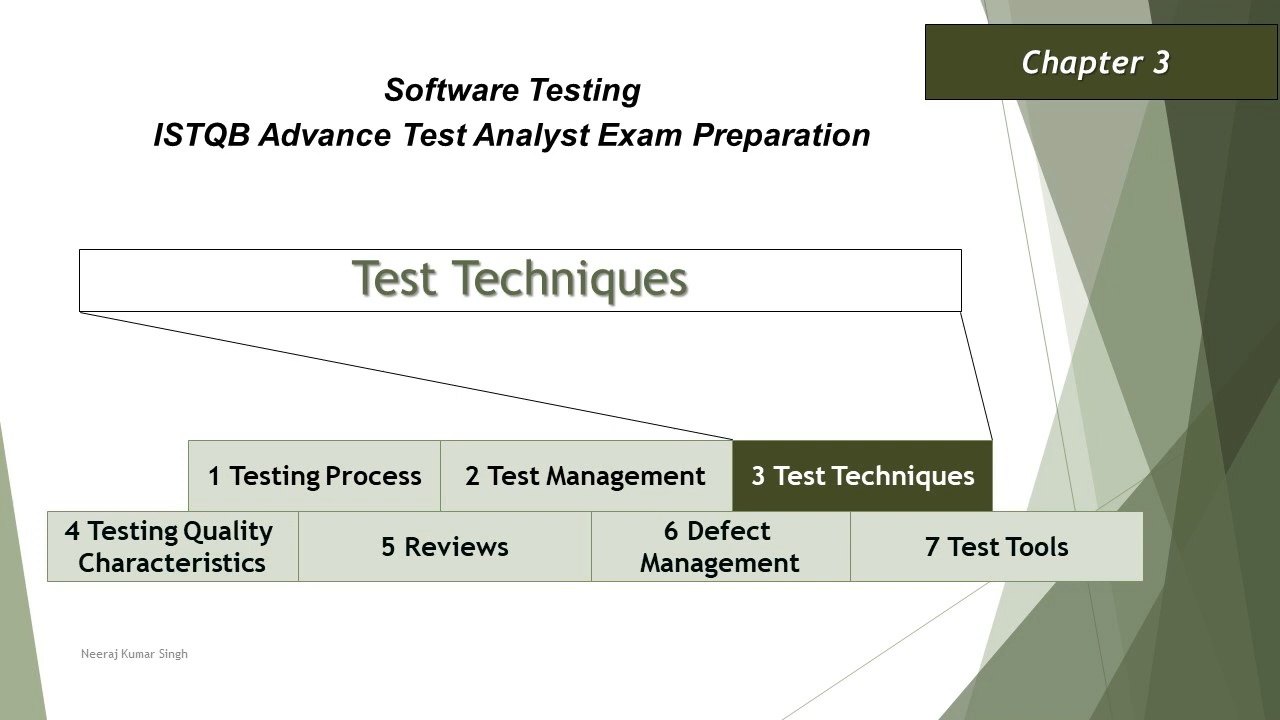 Chapter 3
Software Testing
ISTQB Advance Test Analyst Exam Preparation
Test Techniques
1 Testing Process
2 Test Management
3 Test Techniques
4 Testing Quality
Characteristics
5 Reviews
6 Defect
Management
7 Test Tools
Neeraj Kumar Singh